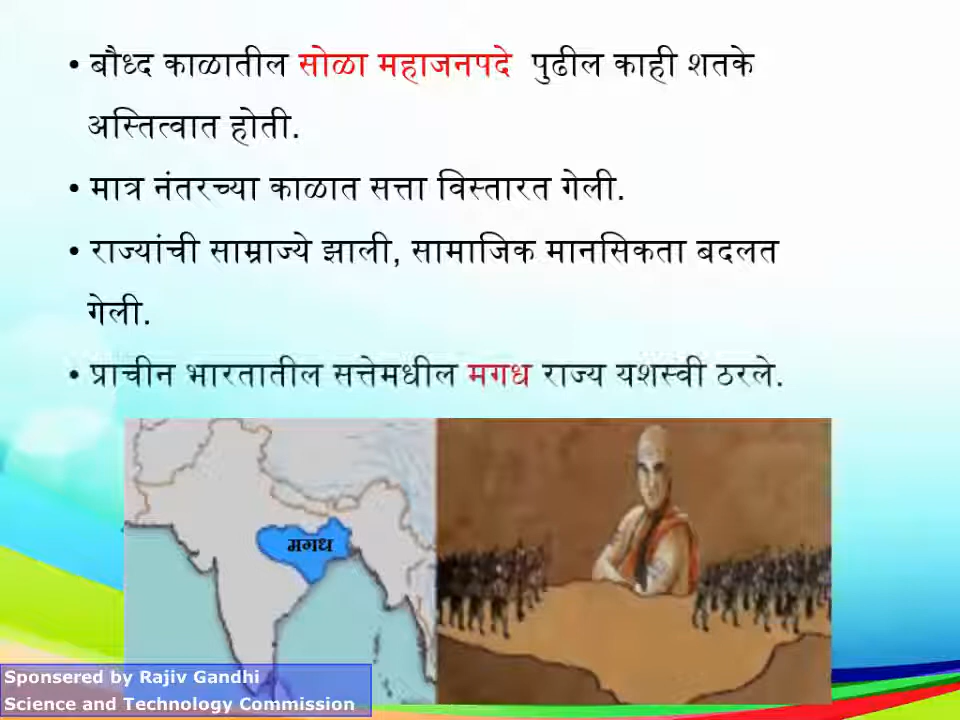 • बौध्द काळातील सोळा महाजनपदे पुढील काही शतके
अस्तित्वात होती.
• मात्र नंतरच्या काळात सत्ता विस्तारत गेली.
• राज्यांची साम्राज्ये झाली, सामाजिक मानसिकता बदलत
गेली.
• प्राचीन भारतातील सत्तेमधील मगध राज्य यशस्वी ठरले.
मगध
Sponsered by Rajiv Gandhi
Science and Technology Commission